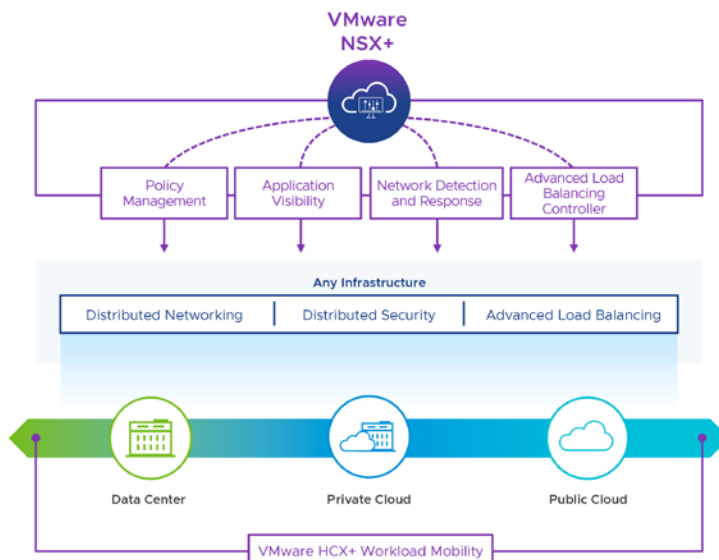 VMware
NSX+
Policy
Management
Application
Visibility
Network Detection
and Response
Advanced Load
Balancing
Controller
Any Infrastructure
Distributed Networking
Distributed Security
Advanced Load Balancing
Data Center
Private Cloud
Public Cloud
VMware HCX+ Workload Mobility